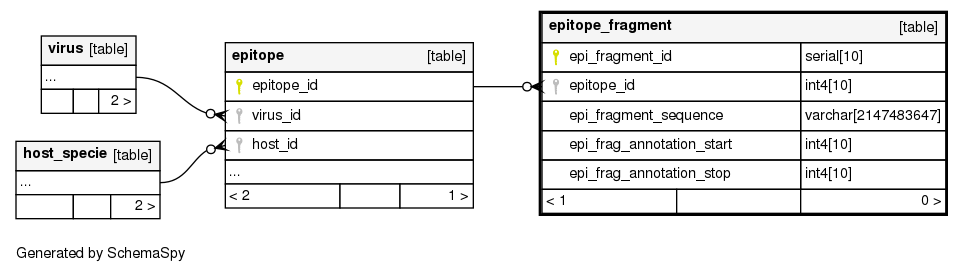 virus [table]
...
2 >
host_specie [table]
...
2 >
epitope [table]
epitope_id
virus_id
host_id
...
< 2 1 >
epitope_fragment [table]
epi_fragment_id serial[10]
epitope_id int4[10]
epi_fragment_sequence varchar[2147483647]
epi_frag_annotation_start int4[10]
epi_frag_annotation_stop int4[10]
< 1 0 >
Generated by SchemaSpy